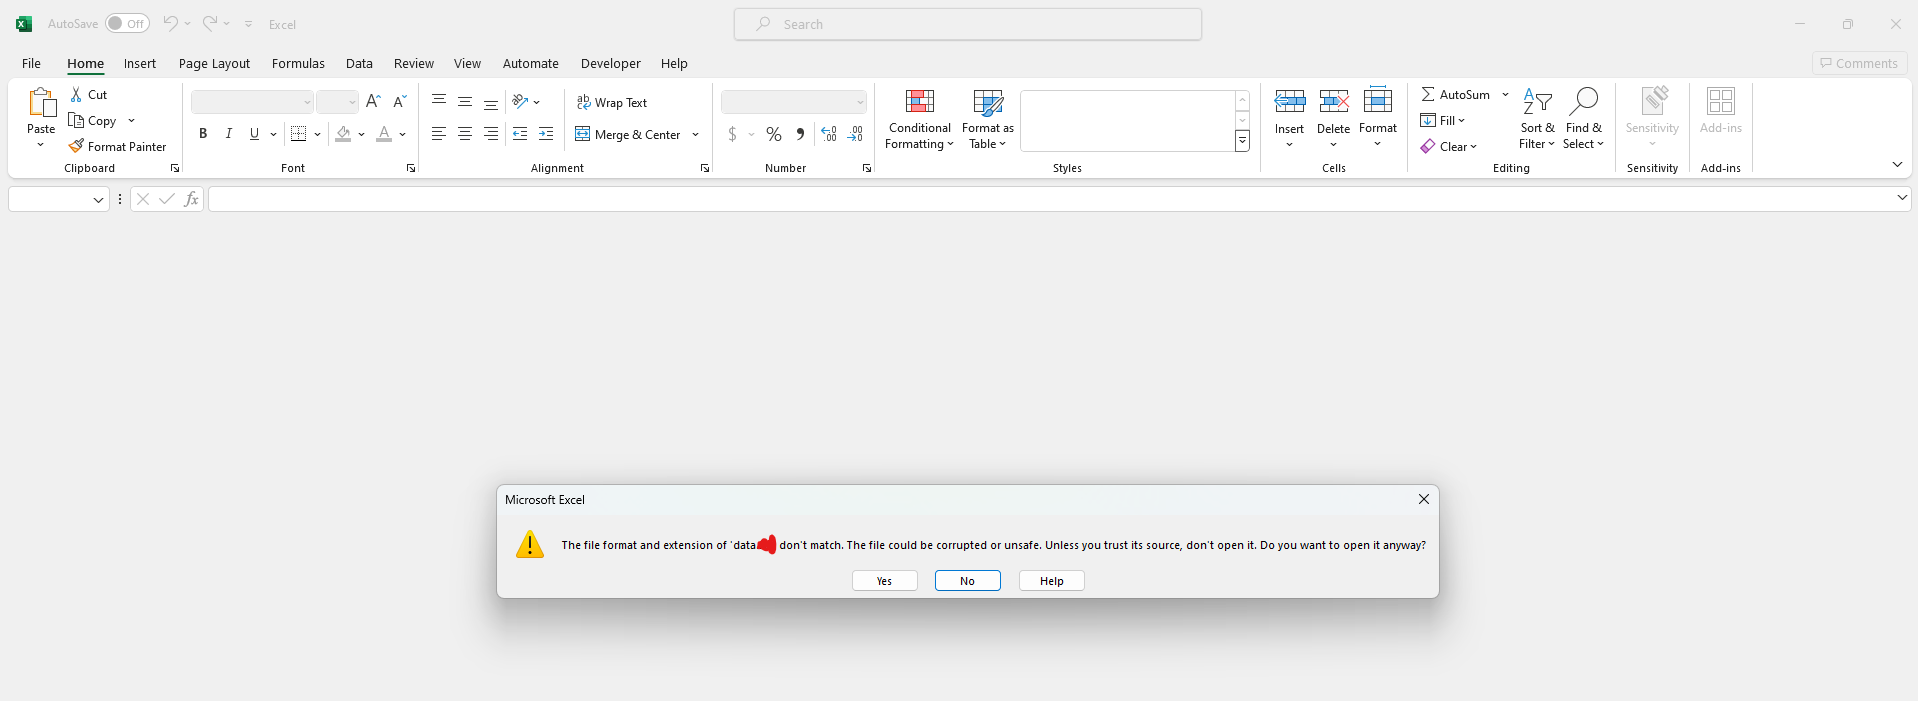 AutoSave Off Excel Search
File Home Insert Page Layout Formulas Data Review View Automate Developer Help Comments
Cut AutoSum
Wrap Text
Copy Paste Conditional Format as Insert Delete Format Fill Sort & Find & Sensitivity Add-ins
B I U A $ % Merge & Center Formatting Table Filter Select
Format Painter Clear
Clipboard Font Alignment Number Styles Cells Editing Sensitivity Add-ins
fx
Microsoft Excel
The file format and extension of 'data don't match. The file could be corrupted or unsafe. Unless you trust its source, don't open it. Do you want to open it anyway?
Yes No Help